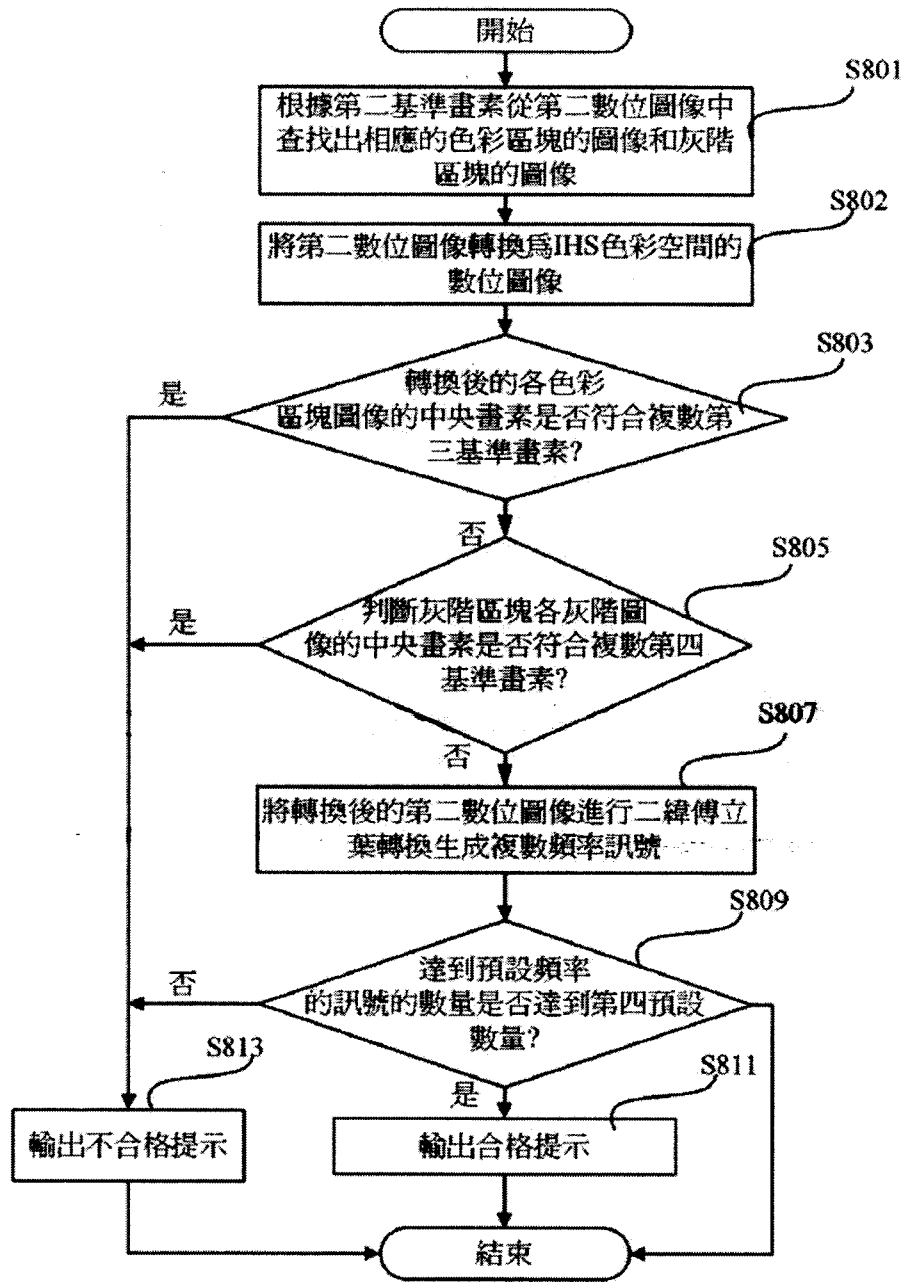 開始
S801
根據第二基準畫素從第二數位圖像中
查找出相應的色彩區塊的圖像和灰階
區塊的圖像
S802
將第二數位圖像轉換爲IHS色彩空間的
數位圖像
S803
轉換後的各色彩
區塊圖像的中央畫素是否符合複數第
三基準畫素?
是
否
S805
判斷灰階區塊各灰階圖
像的中央畫素是否符合複數第四
基準畫素?
是
否
S807
將轉換後的第二數位圖像進行二緯傅立
葉轉換生成複數頻率訊號
S809
達到預設頻率
的訊號的數量是否達到第四預設
數量?
否
是
S813
輸出不合格提示
S811
輸出合格提示
結束